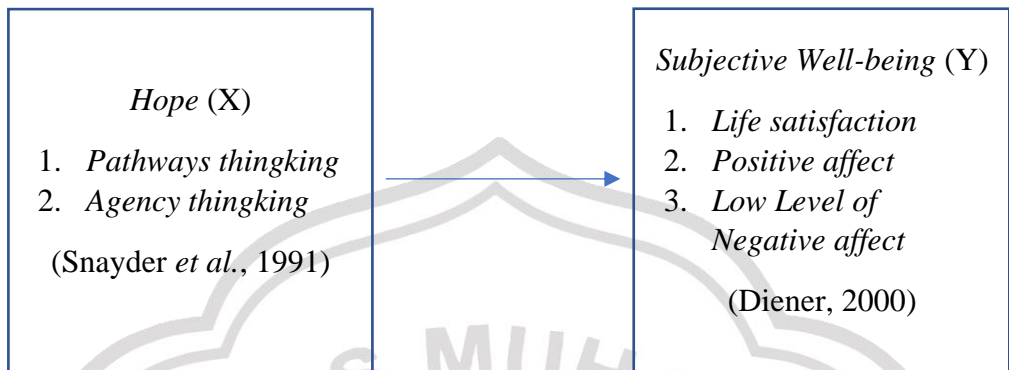 Hope (X)
1. Pathways thingking
2. Agency thingking
(Snayder et al., 1991)
Subjective Well-being (Y)
1. Life satisfaction
2. Positive affect
3. Low Level of
Negative affect
(Diener, 2000)
S MUH